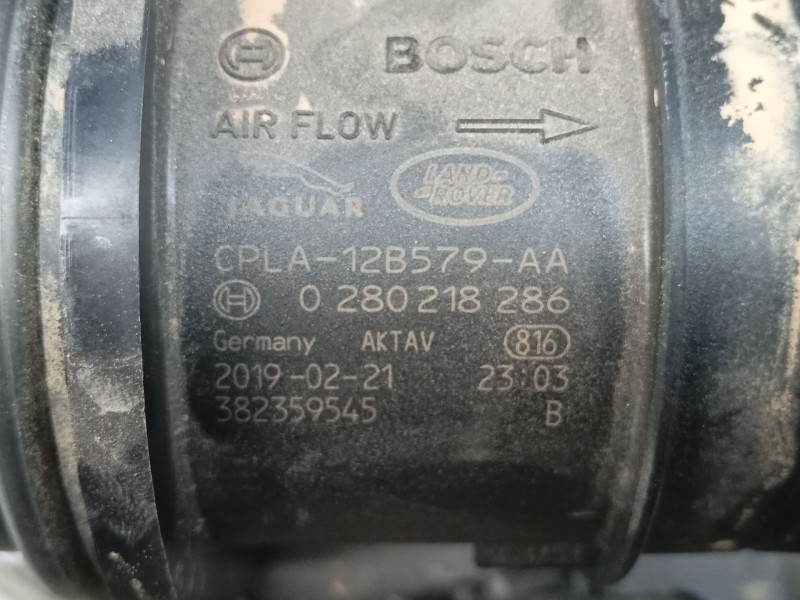 BOSCH
AIR FLOW
JAGUAR
LAND ROVER
CPLA-12B579-AA
0 280 218 286
Germany AKTAV 816
2019-02-21 23:03
382359545 B